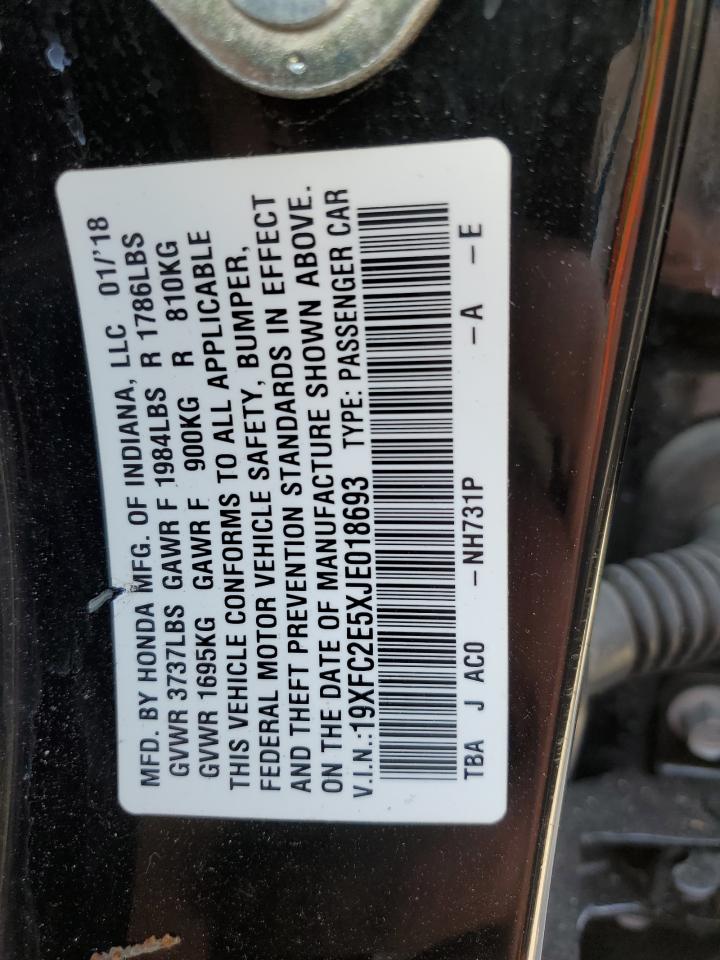 MFD. BY HONDA MFG. OF INDIANA, LLC 01/'18
GVWR 3737LBS GAWR F 1984LBS R 1786LBS
GVWR 1695KG GAWR F 900KG R 810KG
THIS VEHICLE CONFORMS TO ALL APPLICABLE
FEDERAL MOTOR VEHICLE SAFETY, BUMPER,
AND THEFT PREVENTION STANDARDS IN EFFECT
ON THE DATE OF MANUFACTURE SHOWN ABOVE.
V.I.N.:19XFC2E5XJE018693 TYPE: PASSENGER CAR
TBA J AC0 -NH731P -A -E